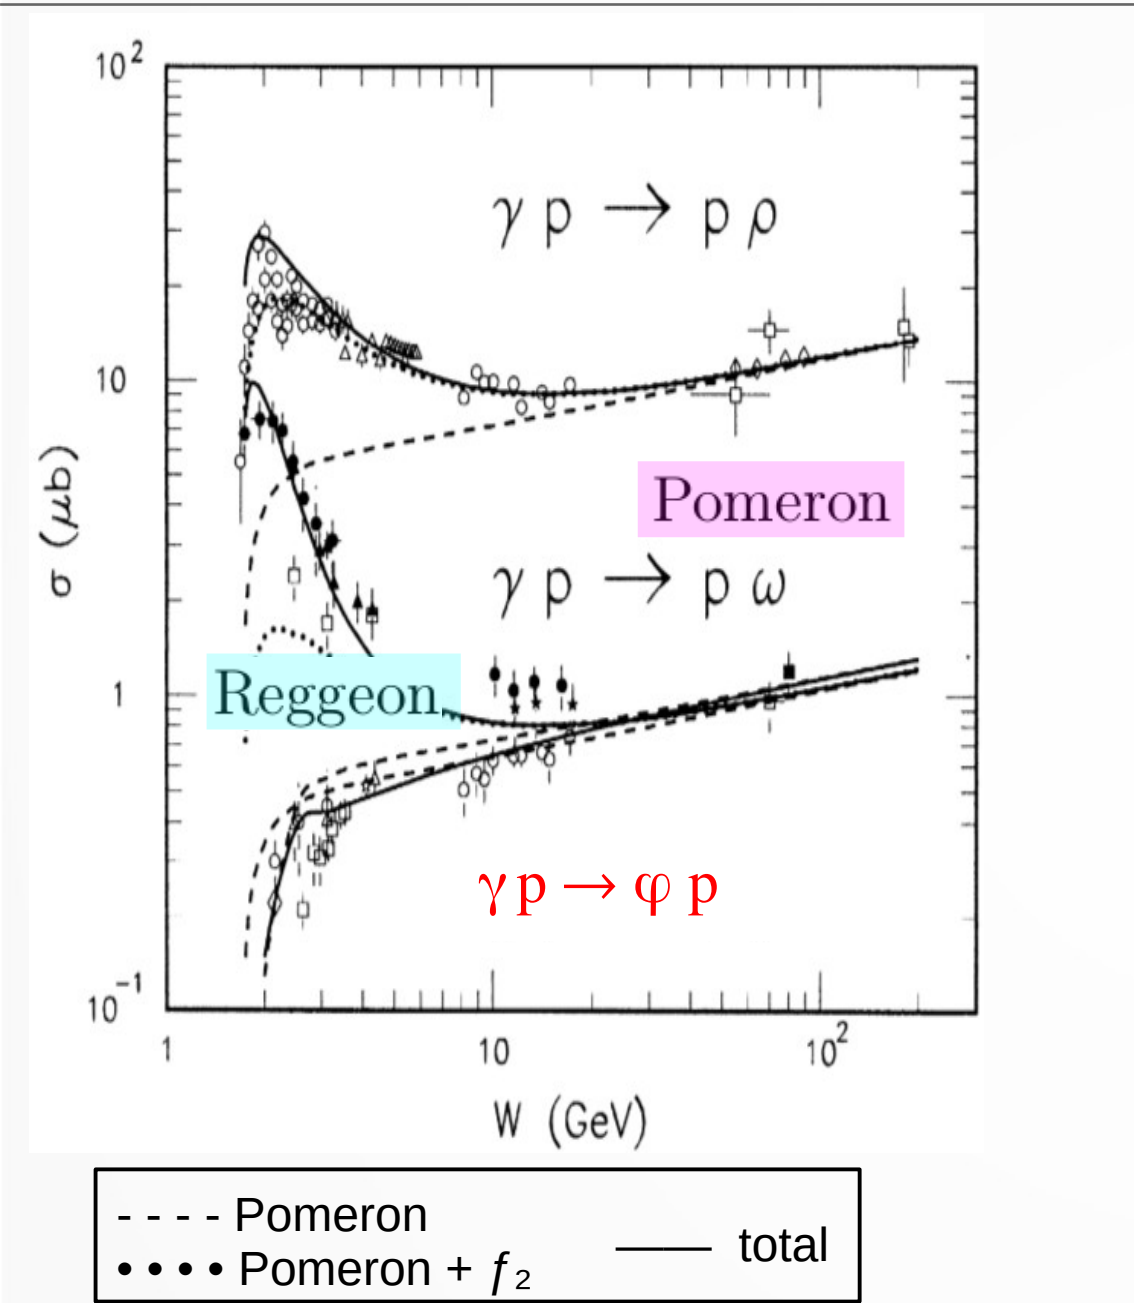 10²
γ p → p ρ
10
σ (μb)
Pomeron
γ p → p ω
Reggeon
1
γ p → φ p
10⁻¹
1 10 10²
W (GeV)
- - - - Pomeron
•••• Pomeron + f₂
—— total